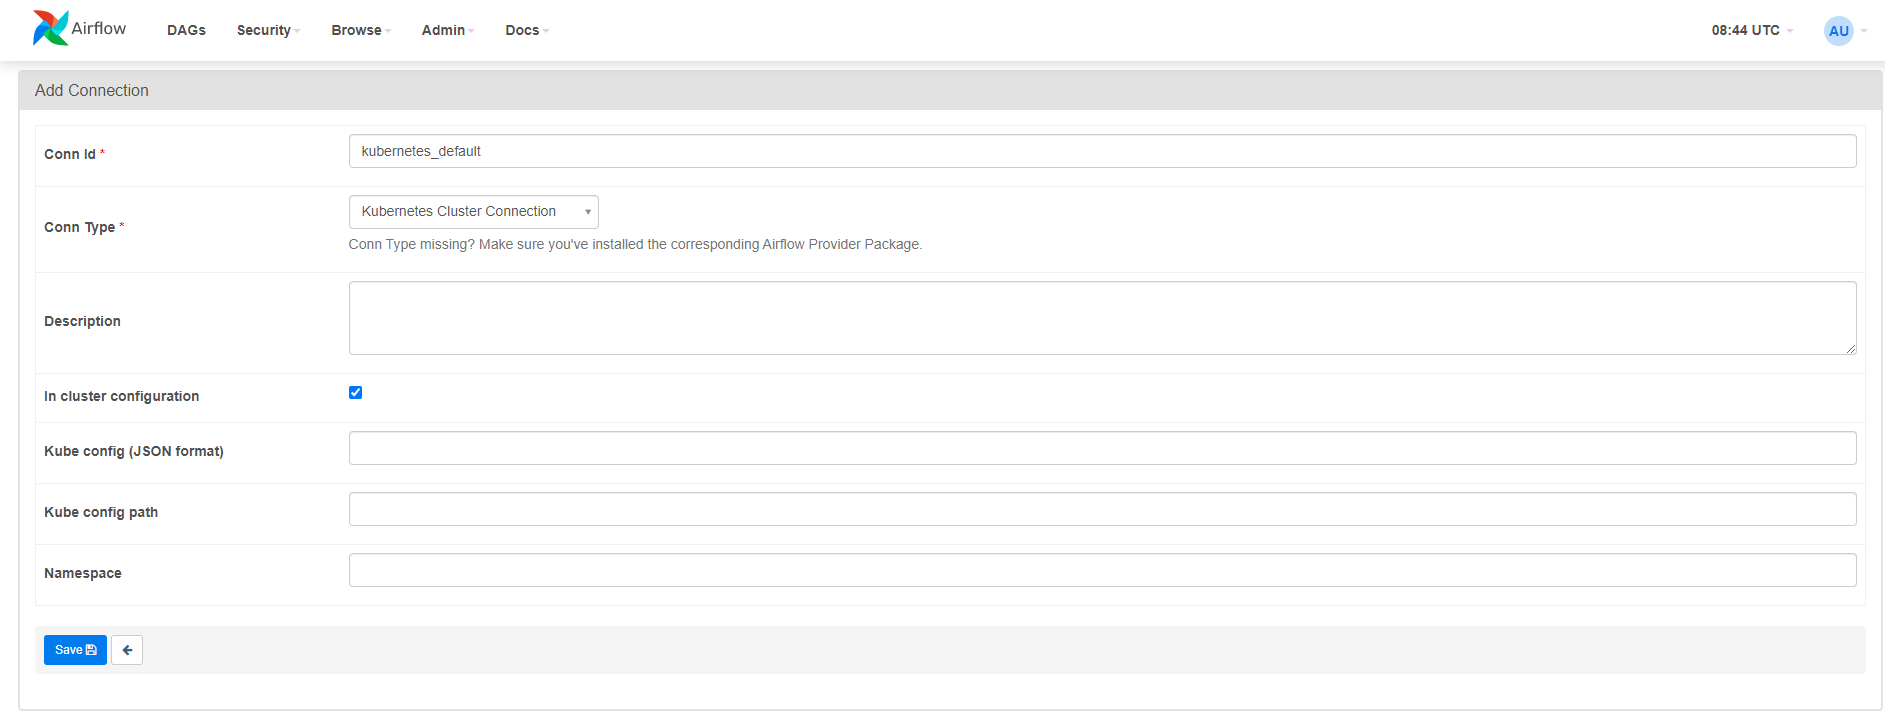 Airflow DAGs Security Browse Admin Docs 08:44 UTC AU
Add Connection
Conn Id * kubernetes_default
Conn Type * Kubernetes Cluster Connection
Conn Type missing? Make sure you've installed the corresponding Airflow Provider Package.
Description
In cluster configuration
Kube config (JSON format)
Kube config path
Namespace
Save